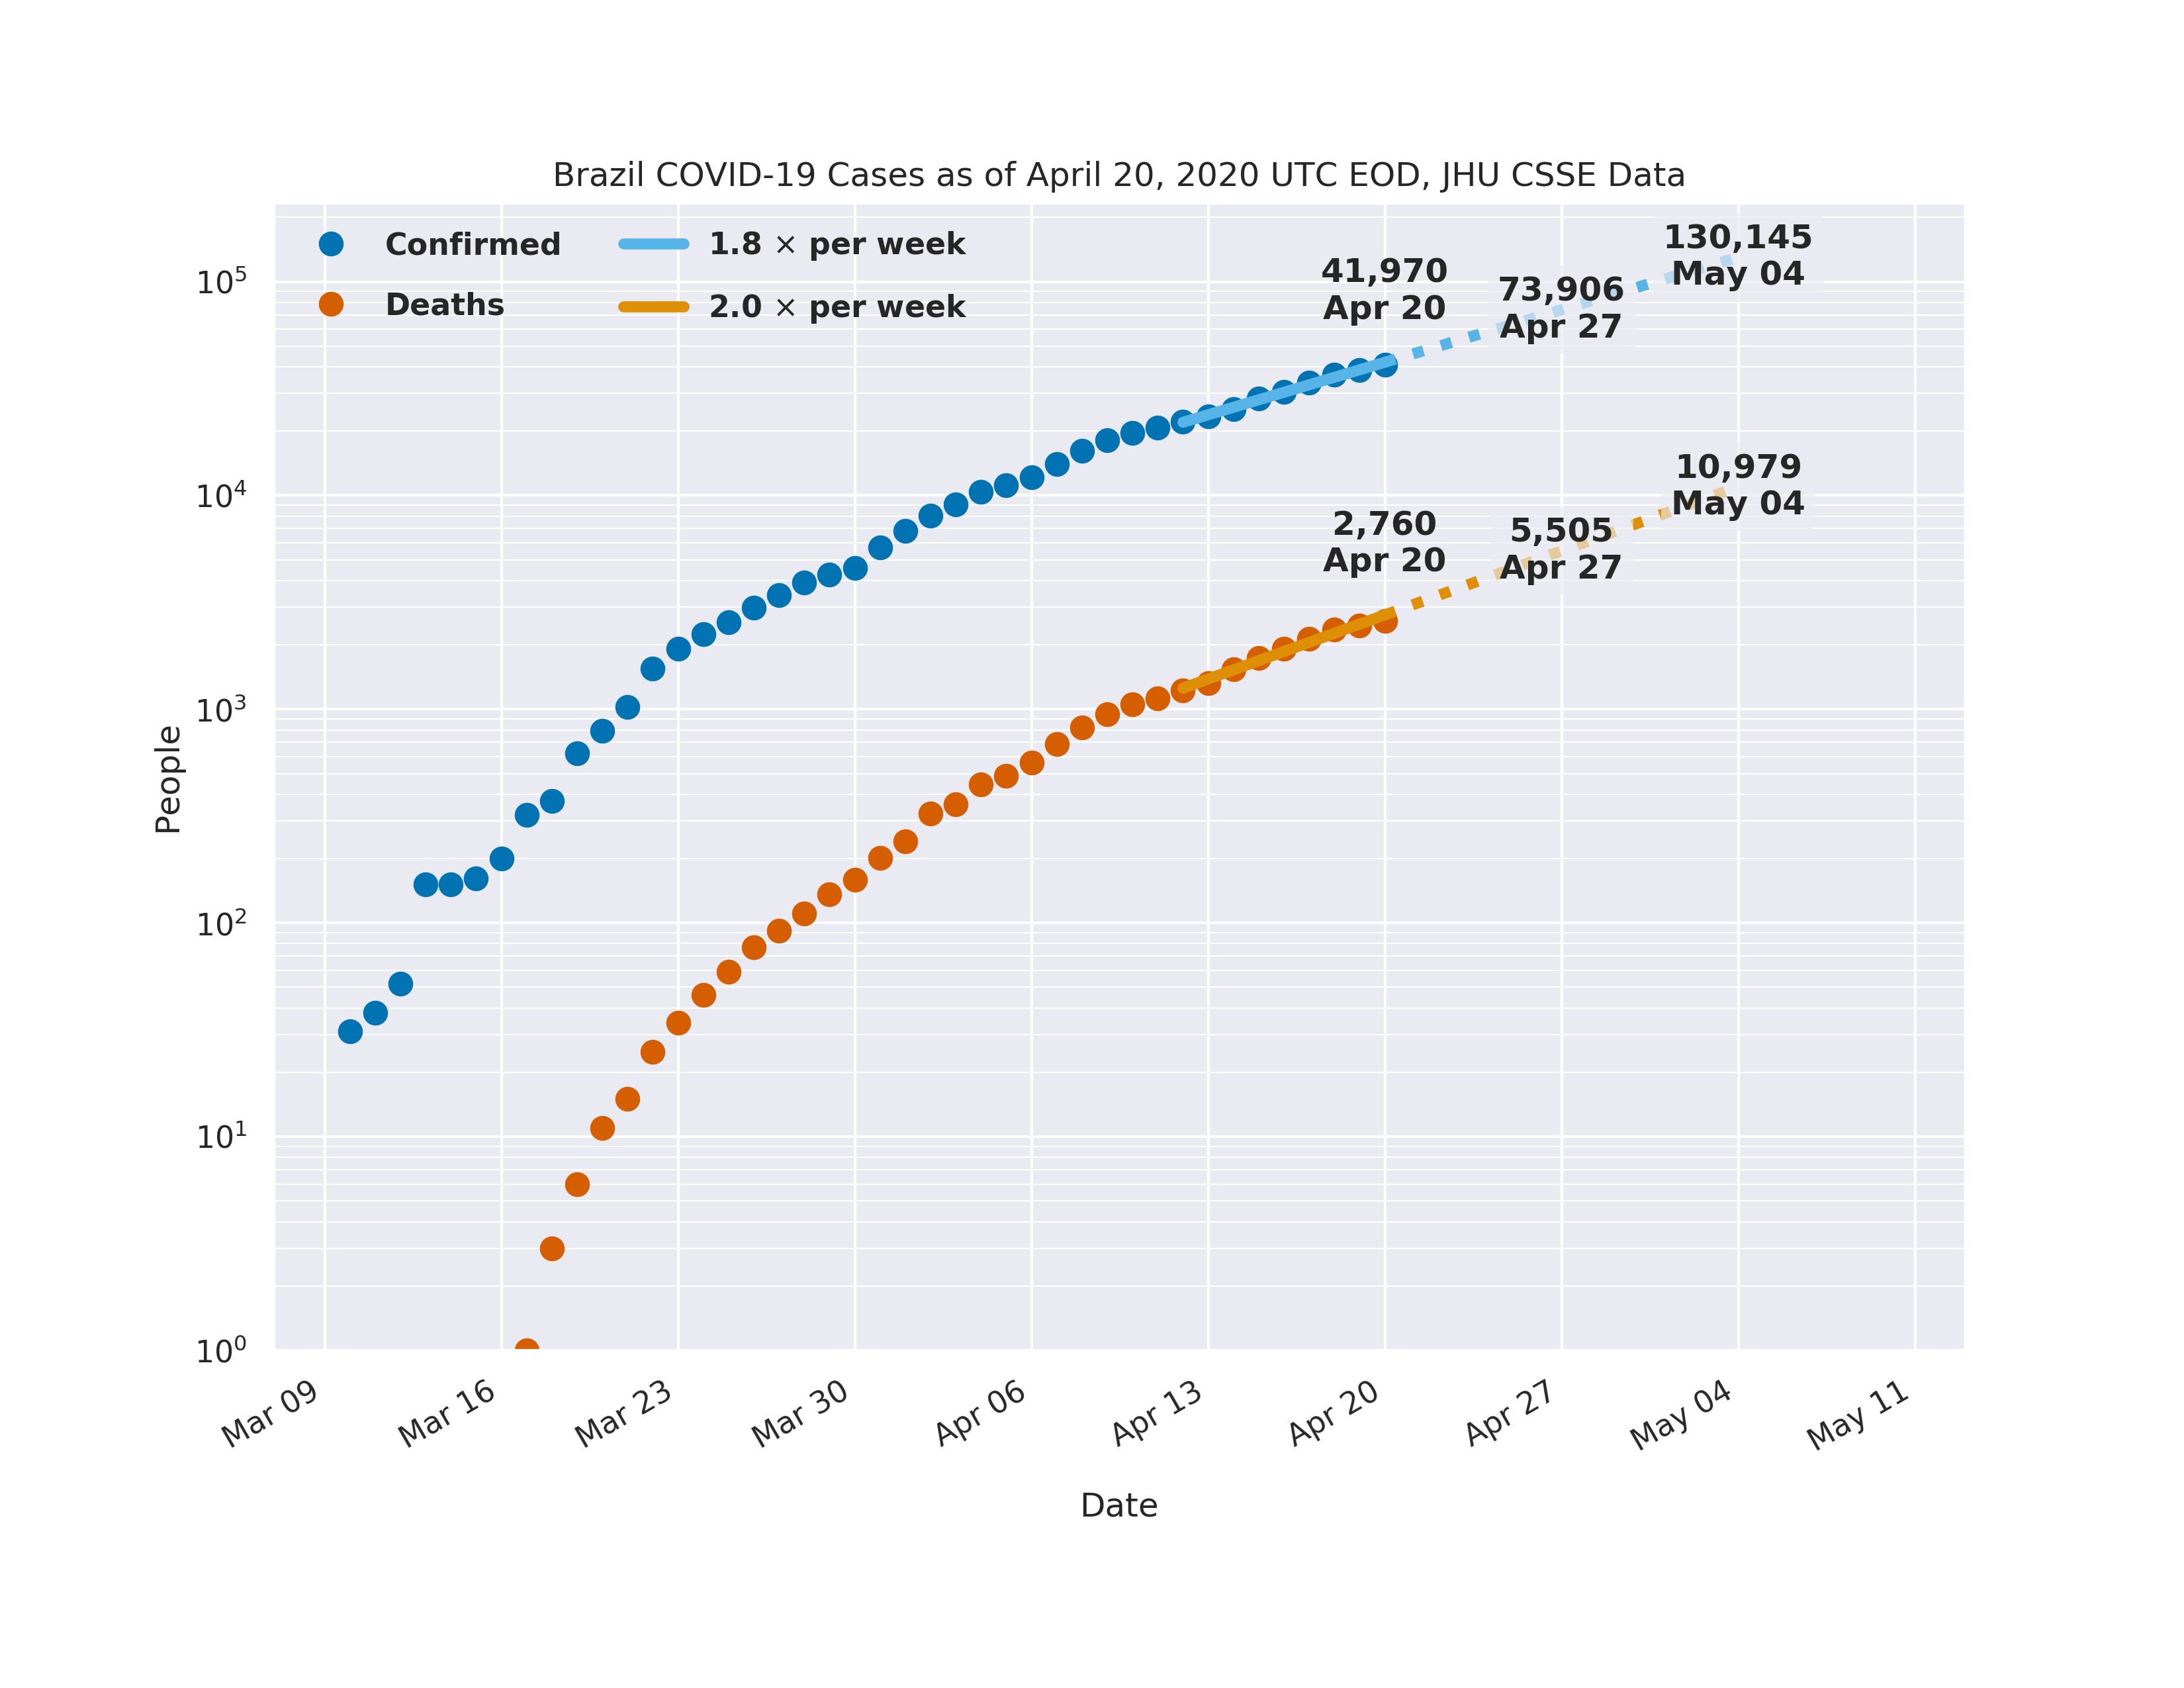 Brazil COVID-19 Cases as of April 20, 2020 UTC EOD, JHU CSSE Data
Confirmed
Deaths
1.8 × per week
2.0 × per week
41,970
Apr 20
73,906
Apr 27
130,145
May 04
2,760
Apr 20
5,505
Apr 27
10,979
May 04
People
10⁵
10⁴
10³
10²
10¹
10⁰
Mar 09
Mar 16
Mar 23
Mar 30
Apr 06
Apr 13
Apr 20
Apr 27
May 04
May 11
Date